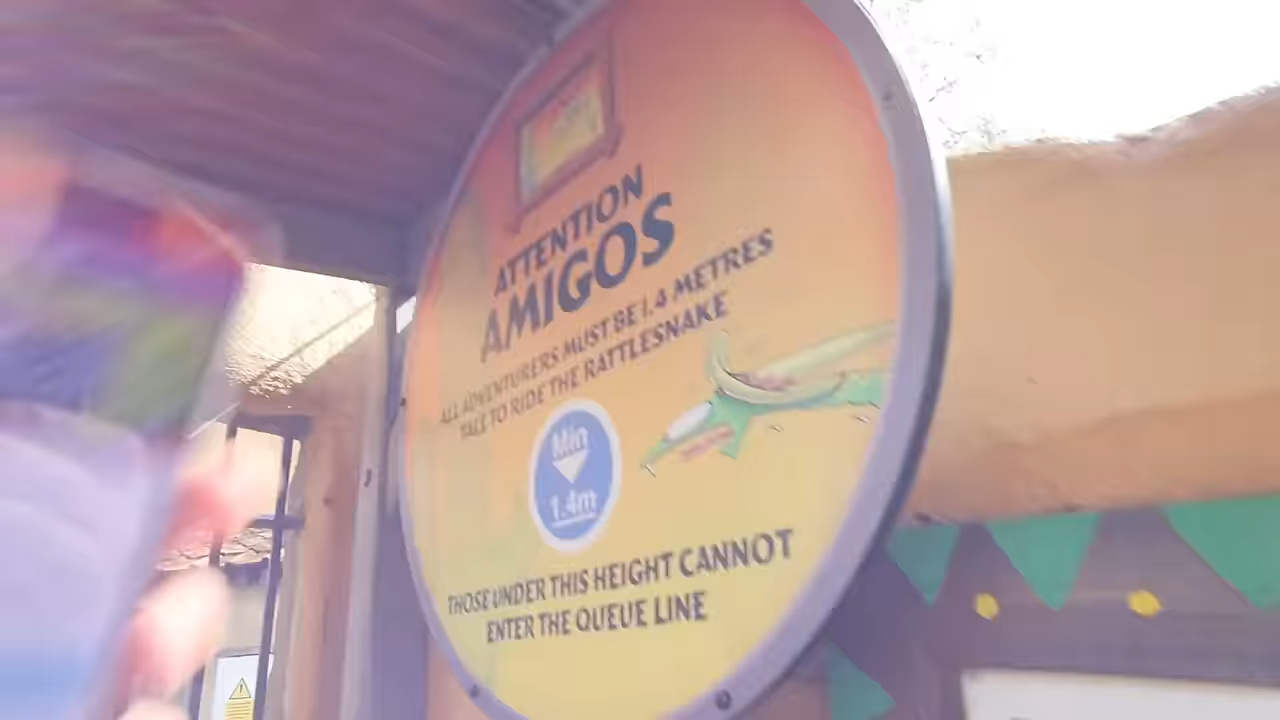 ATTENTION
AMIGOS
ALL ADVENTURERS MUST BE 1.4 METRES
TALL TO RIDE THE RATTLESNAKE
Min
1.4m
THOSE UNDER THIS HEIGHT CANNOT
ENTER THE QUEUE LINE